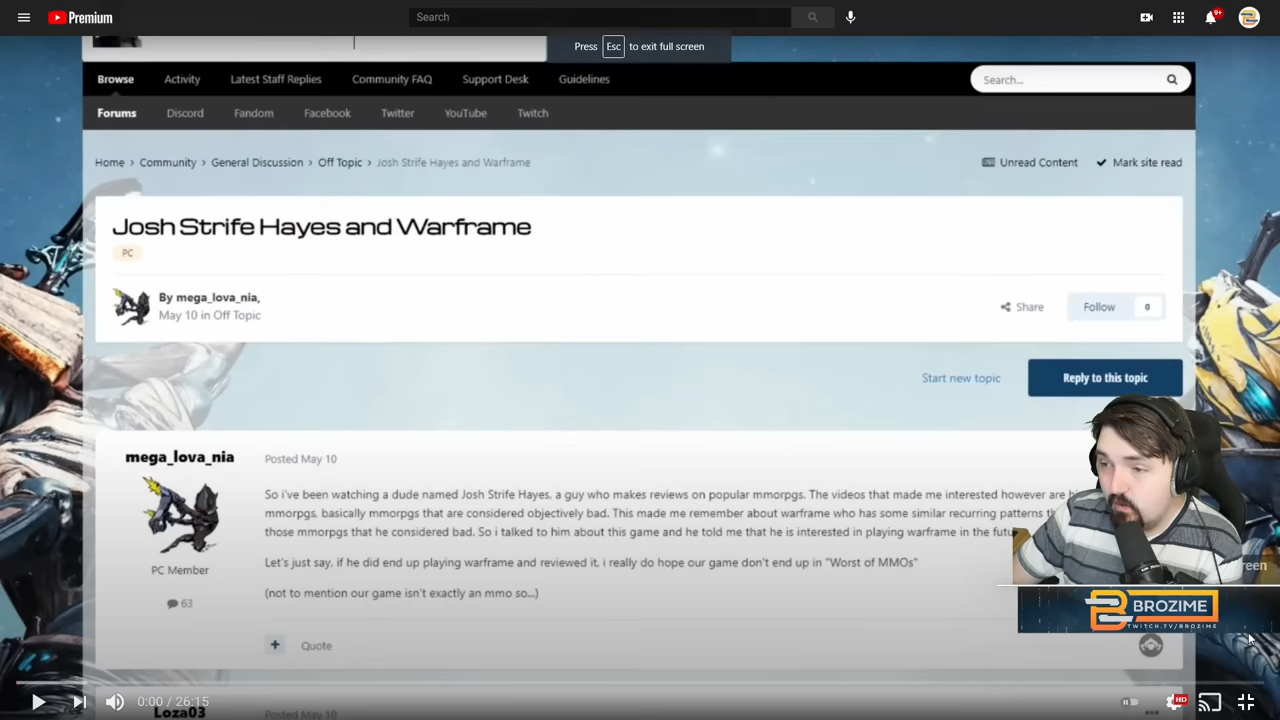 Premium
Search
9+
Press Esc to exit full screen
Browse Activity Latest Staff Replies Community FAQ Support Desk Guidelines
Search...
Forums Discord Fandom Facebook Twitter YouTube Twitch
Home > Community > General Discussion > Off Topic > Josh Strife Hayes and Warframe
Unread Content Mark site read
Josh Strife Hayes and Warframe
PC
By mega_lova_nia,
May 10 in Off Topic
Share Follow 0
Start new topic Reply to this topic
mega_lova_nia
Posted May 10
PC Member
63
So i've been watching a dude named Josh Strife Hayes, a guy who makes reviews on popular mmorpgs. The videos that made me interested however are
mmorpgs, basically mmorpgs that are considered objectively bad. This made me remember about warframe who has some similar recurring patterns
those mmorpgs that he considered bad. So i talked to him about this game and he told me that he is interested in playing warframe in the
Let's just say, if he did end up playing warframe and reviewed it, i really do hope our game don't end up in "Worst of MMOs"
(not to mention our game isn't exactly an mmo so...)
+ Quote
BROZIME
TWITCH.TV/BROZIME
0:00 / 26:15
HD
Loza03
Posted May 10